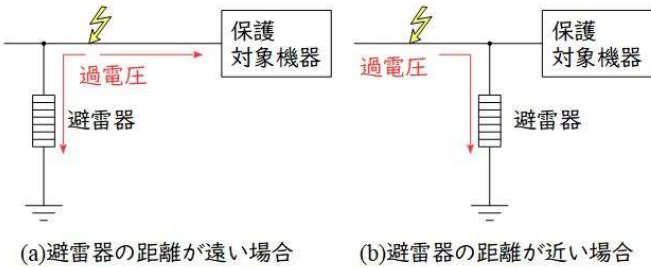 保護
対象機器
過電圧
避雷器
(a)避雷器の距離が遠い場合
保護
対象機器
過電圧
避雷器
(b)避雷器の距離が近い場合